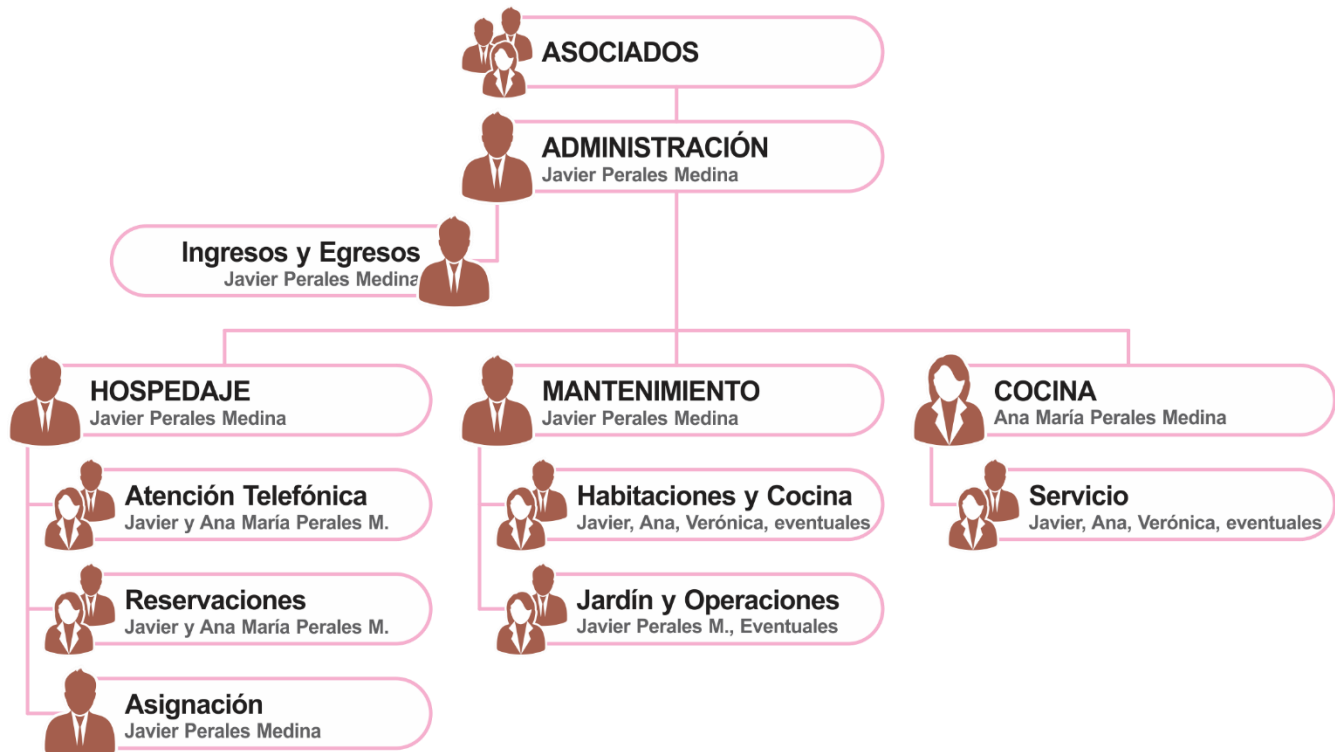 ASOCIADOS
ADMINISTRACIÓN
Javier Perales Medina
Ingresos y Egresos
Javier Perales Medina
HOSPEDAJE
Javier Perales Medina
Atención Telefónica
Javier y Ana María Perales M.
Reservaciones
Javier y Ana María Perales M.
Asignación
Javier Perales Medina
MANTENIMIENTO
Javier Perales Medina
Habitaciones y Cocina
Javier, Ana, Verónica, eventuales
Jardín y Operaciones
Javier Perales M., Eventuales
COCINA
Ana María Perales Medina
Servicio
Javier, Ana, Verónica, eventuales